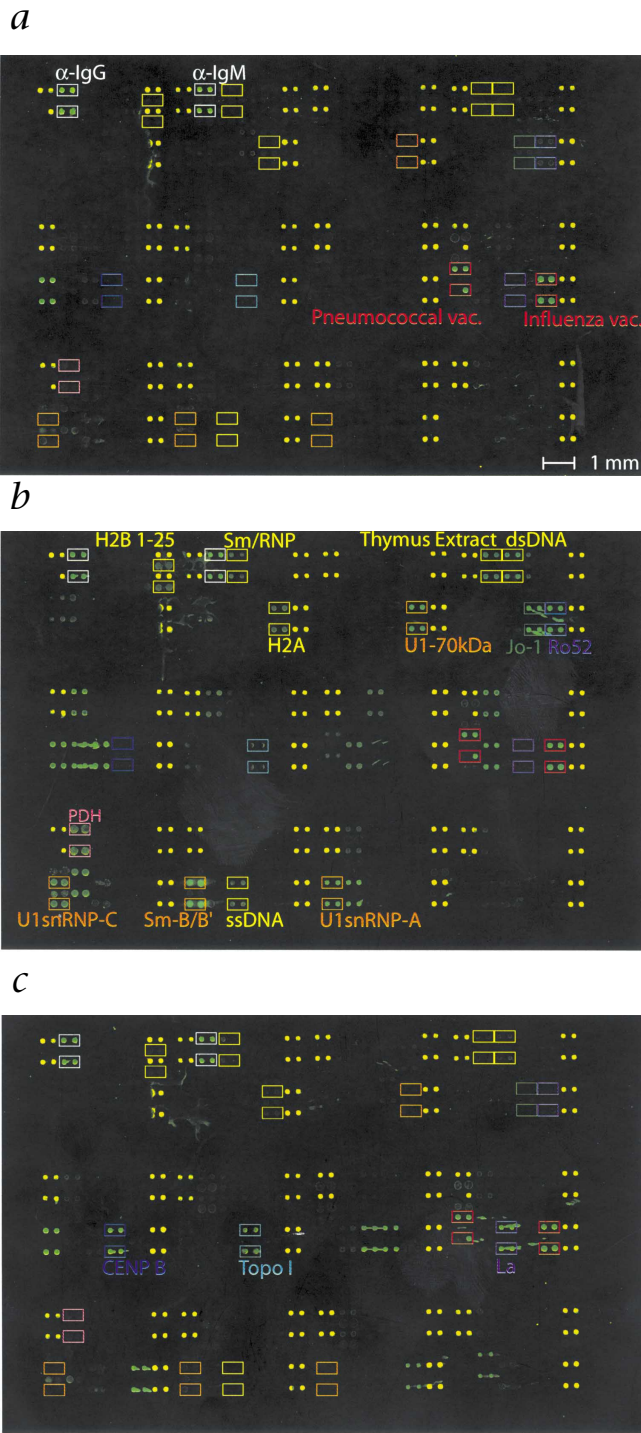 a
α-IgG α-IgM
Pneumococcal vac. Influenza vac.
1 mm
b
H2B 1-25 Sm/RNP Thymus Extract dsDNA
H2A U1-70kDa Jo-1 Ro52
PDH
U1snRNP-C Sm-B/B' ssDNA U1snRNP-A
c
CENP B Topo I La